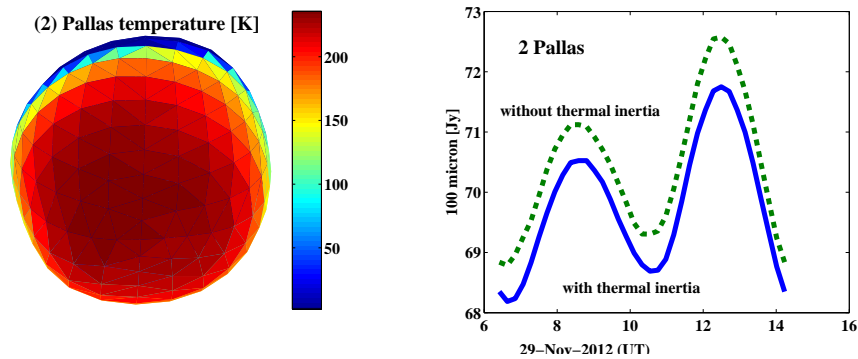 (2) Pallas temperature [K]
200
150
100
50
73
72
71
70
69
68
100 micron [Jy]
2 Pallas
without thermal inertia
with thermal inertia
6
8
10
12
14
16
29−Nov−2012 (UT)